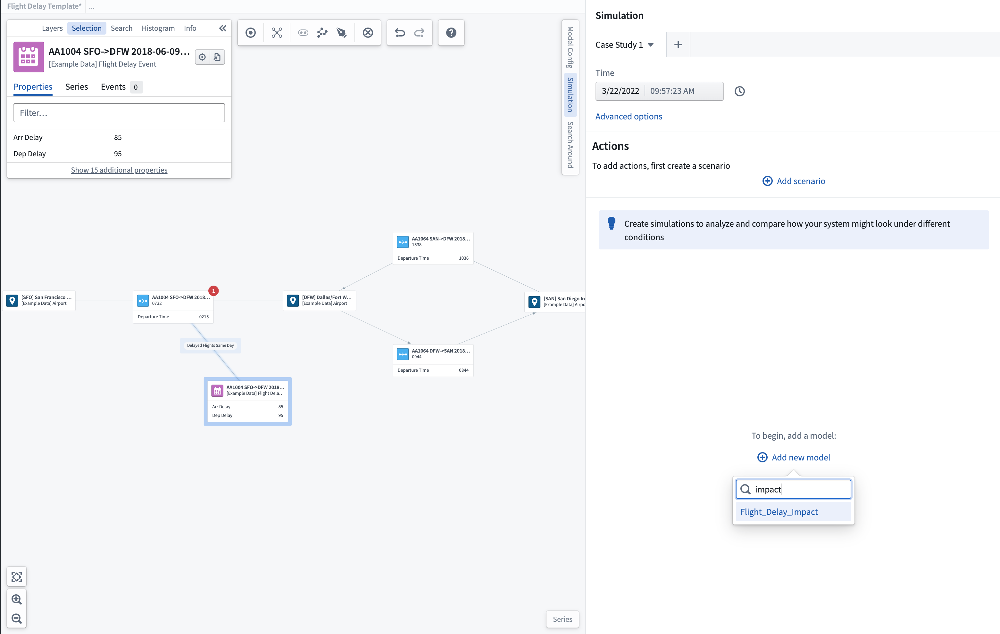 Flight Delay Template*
...
Layers
Selection
Search
Histogram
Info
AA1004 SFO->DFW 2018-06-09...
[Example Data] Flight Delay Event
Properties
Series
Events
0
Filter...
Arr Delay 85
Dep Delay 95
Show 15 additional properties
Model Config
Simulation
Search Around
AA1064 SAN->DFW 2018...
1538
Departure Time 1036
[SFO] San Francisco ...
[Example Data] Airport
1
AA1004 SFO->DFW 2018...
0732
Departure Time 0215
[DFW] Dallas/Fort W...
[Example Data] Airport
[SAN] San Diego In
[Example Data] Airpo
Delayed Flights Same Day
AA1064 DFW->SAN 2018...
0944
Departure Time 0844
AA1004 SFO->DFW 2018...
[Example Data] Flight Dela...
Arr Delay 85
Dep Delay 95
Series
Simulation
Case Study 1
Time
3/22/2022 09:57:23 AM
Advanced options
Actions
To add actions, first create a scenario
Add scenario
Create simulations to analyze and compare how your system might look under different
conditions
To begin, add a model:
Add new model
impact
Flight_Delay_Impact